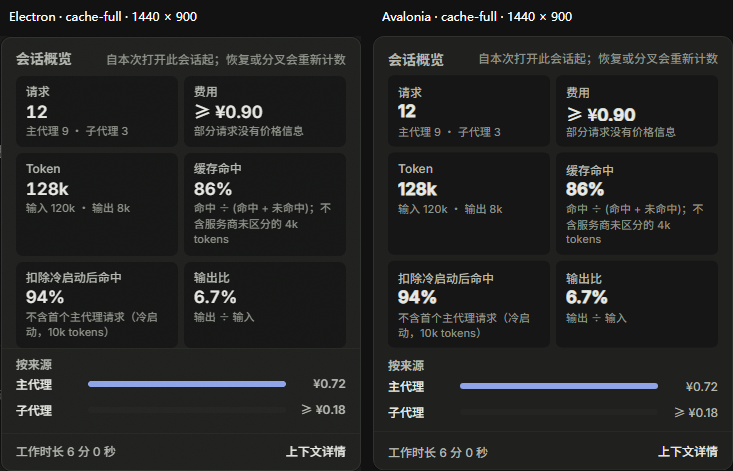 Electron · cache-full · 1440 × 900
会话概览
自本次打开此会话起；恢复或分叉会重新计数
请求
12
主代理 9 · 子代理 3
费用
≥ ¥0.90
部分请求没有价格信息
Token
128k
输入 120k · 输出 8k
缓存命中
86%
命中 ÷ (命中 + 未命中)；不
含服务商未区分的 4k
tokens
扣除冷启动后命中
94%
不含首个主代理请求（冷启
动，10k tokens）
输出比
6.7%
输出 ÷ 输入
按来源
主代理
¥0.72
子代理
≥ ¥0.18
工作时长 6 分 0 秒
上下文详情
Avalonia · cache-full · 1440 × 900
会话概览
自本次打开此会话起；恢复或分叉会重新计数
请求
12
主代理 9 · 子代理 3
费用
≥ ¥0.90
部分请求没有价格信息
Token
128k
输入 120k · 输出 8k
缓存命中
86%
命中 ÷ (命中 + 未命中)；不
含服务商未区分的 4k
tokens
扣除冷启动后命中
94%
不含首个主代理请求（冷启
动，10k tokens）
输出比
6.7%
输出 ÷ 输入
按来源
主代理
¥0.72
子代理
≥ ¥0.18
工作时长 6 分 0 秒
上下文详情